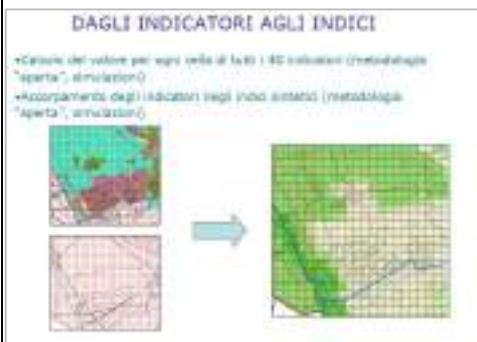 DAGLI INDICATORI AGLI INDICI
•Calcolo del valore per ogni cella di tutti i 40 indicatori (metodologia
"aperta", simulazioni)
•Accorpamento degli indicatori negli indici sintetici (metodologia
"aperta", simulazioni)